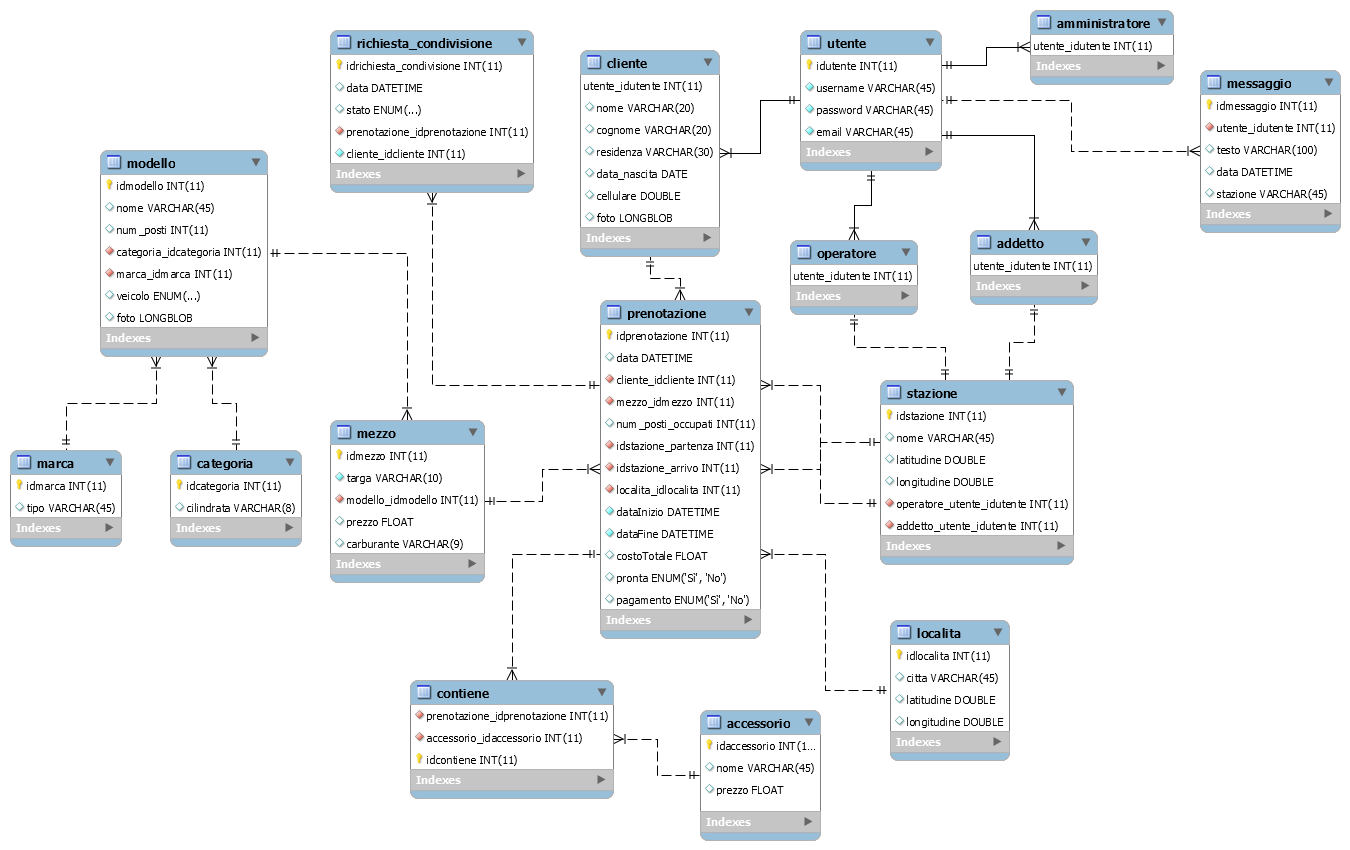 richiesta_condivisione
idrichiesta_condivisione INT(11)
data DATETIME
stato ENUM(...)
prenotazione_idprenotazione INT(11)
cliente_idcliente INT(11)
Indexes
cliente
utente_idutente INT(11)
nome VARCHAR(20)
cognome VARCHAR(20)
residenza VARCHAR(30)
data_nascita DATE
cellulare DOUBLE
foto LONGBLOB
Indexes
utente
idutente INT(11)
username VARCHAR(45)
password VARCHAR(45)
email VARCHAR(45)
Indexes
amministratore
utente_idutente INT(11)
Indexes
messaggio
idmessaggio INT(11)
utente_idutente INT(11)
testo VARCHAR(100)
data DATETIME
stazione VARCHAR(45)
Indexes
modello
idmodello INT(11)
nome VARCHAR(45)
num_posti INT(11)
categoria_idcategoria INT(11)
marca_idmarca INT(11)
veicolo ENUM(...)
foto LONGBLOB
Indexes
operatore
utente_idutente INT(11)
Indexes
addetto
utente_idutente INT(11)
Indexes
prenotazione
idprenotazione INT(11)
data DATETIME
cliente_idcliente INT(11)
mezzo_idmezzo INT(11)
num_posti_occupati INT(11)
idstazione_partenza INT(11)
idstazione_arrivo INT(11)
localita_idlocalita INT(11)
dataInizio DATETIME
dataFine DATETIME
costoTotale FLOAT
pronta ENUM('Sì', 'No')
pagamento ENUM('Sì', 'No')
Indexes
stazione
idstazione INT(11)
nome VARCHAR(45)
latitudine DOUBLE
longitudine DOUBLE
operatore_utente_idutente INT(11)
addetto_utente_idutente INT(11)
Indexes
marca
idmarca INT(11)
tipo VARCHAR(45)
Indexes
categoria
idcategoria INT(11)
cilindrata VARCHAR(8)
Indexes
mezzo
idmezzo INT(11)
targa VARCHAR(10)
modello_idmodello INT(11)
prezzo FLOAT
carburante VARCHAR(9)
Indexes
localita
idlocalita INT(11)
citta VARCHAR(45)
latitudine DOUBLE
longitudine DOUBLE
Indexes
contiene
prenotazione_idprenotazione INT(11)
accessorio_idaccessorio INT(11)
idcontiene INT(11)
Indexes
accessorio
idaccessorio INT(1...
nome VARCHAR(45)
prezzo FLOAT
Indexes